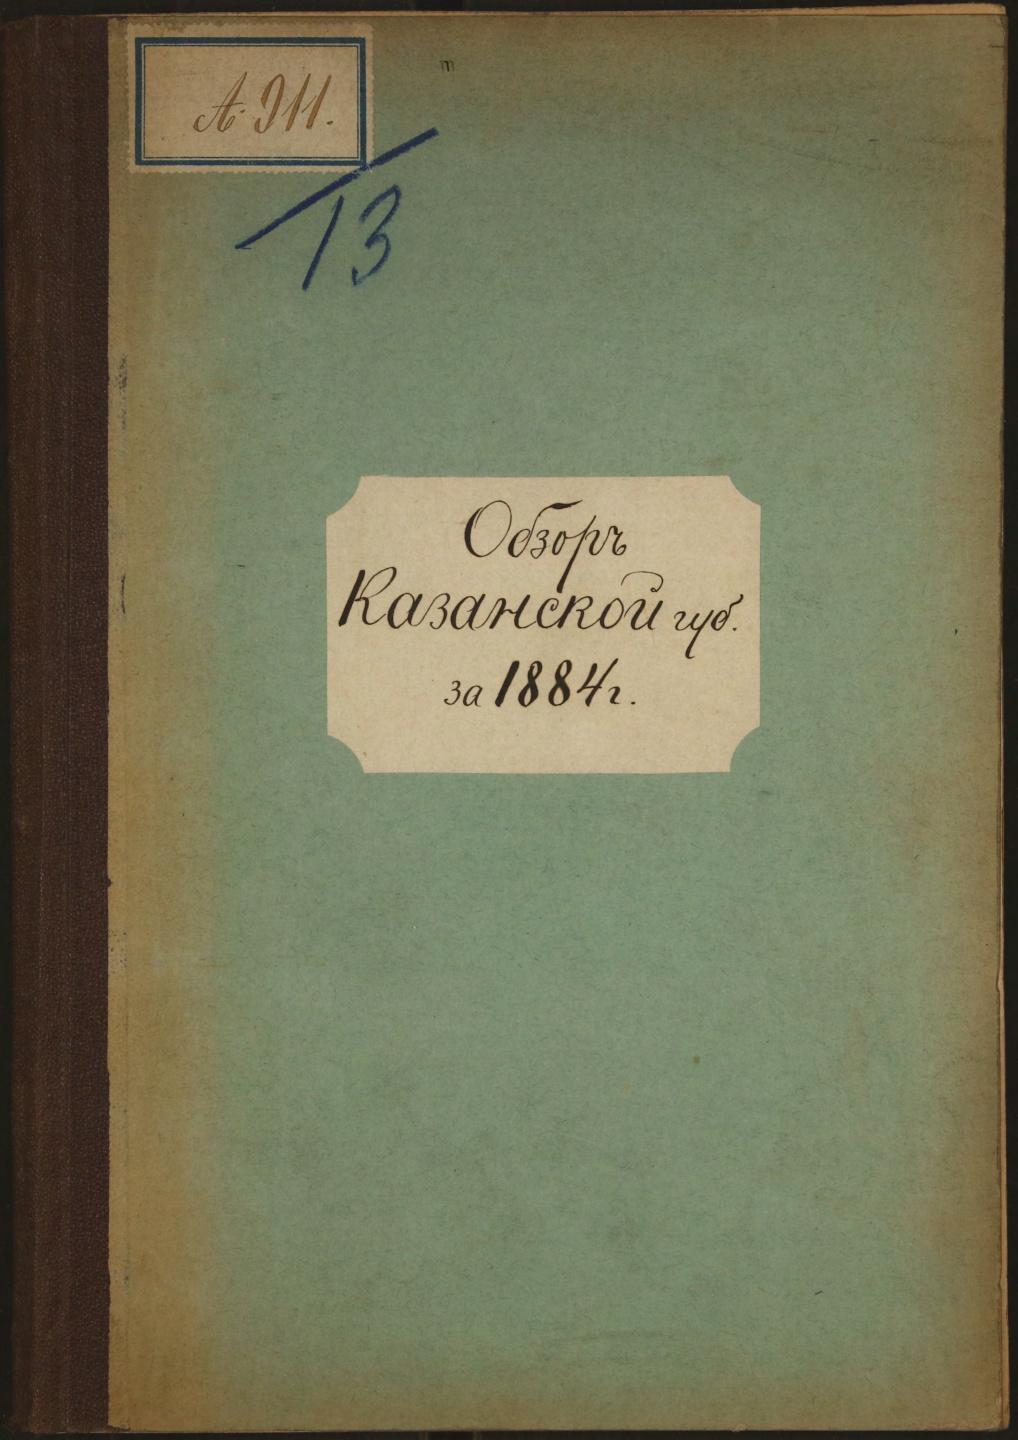 А. 911.
13
Обзоръ
Казанской губ.
за 1884 г.